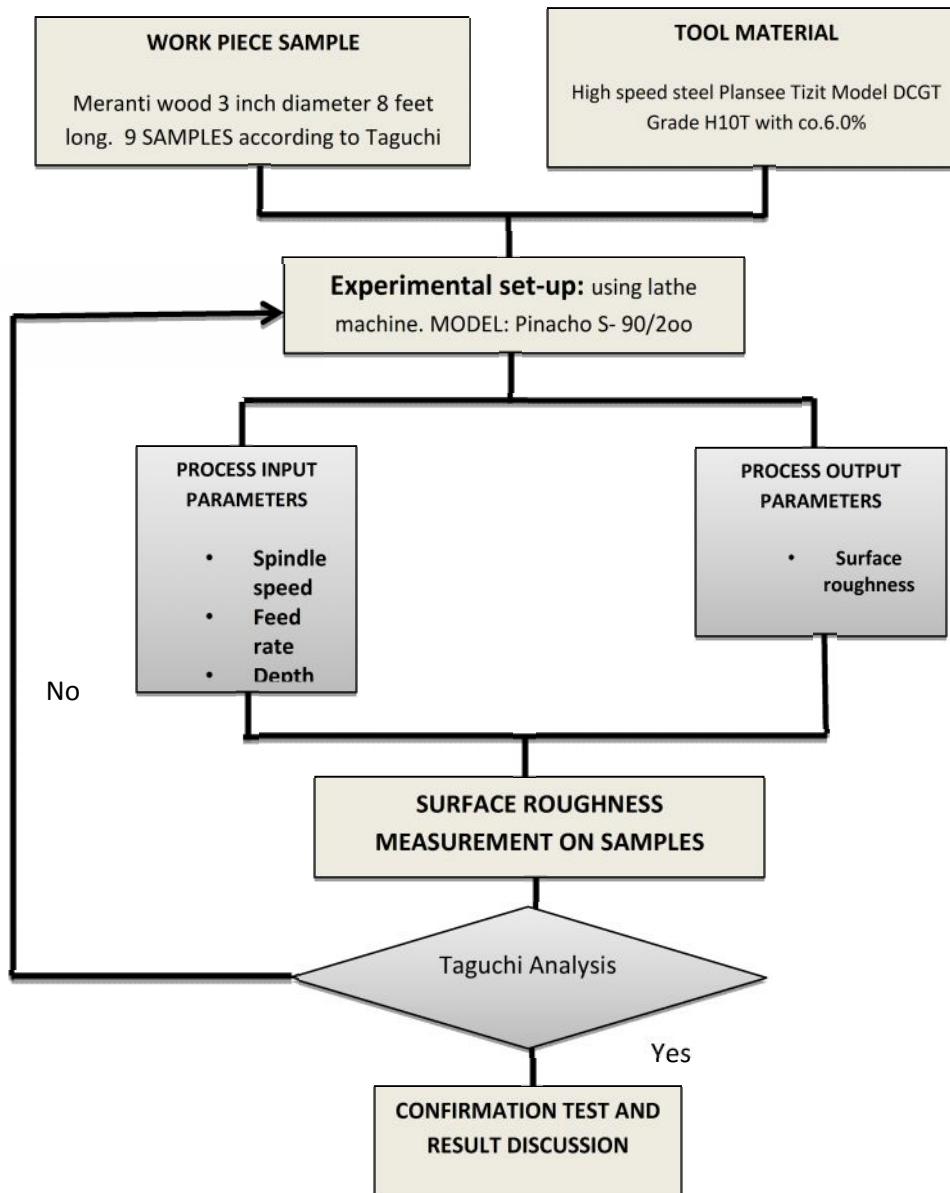 WORK PIECE SAMPLE
Meranti wood 3 inch diameter 8 feet
long. 9 SAMPLES according to Taguchi
TOOL MATERIAL
High speed steel Plansee Tizit Model DCGT
Grade H10T with co.6.0%
Experimental set-up: using lathe
machine. MODEL: Pinacho S- 90/2oo
PROCESS INPUT
PARAMETERS
• Spindle
speed
• Feed
rate
• Depth
PROCESS OUTPUT
PARAMETERS
• Surface
roughness
No
SURFACE ROUGHNESS
MEASUREMENT ON SAMPLES
Taguchi Analysis
Yes
CONFIRMATION TEST AND
RESULT DISCUSSION